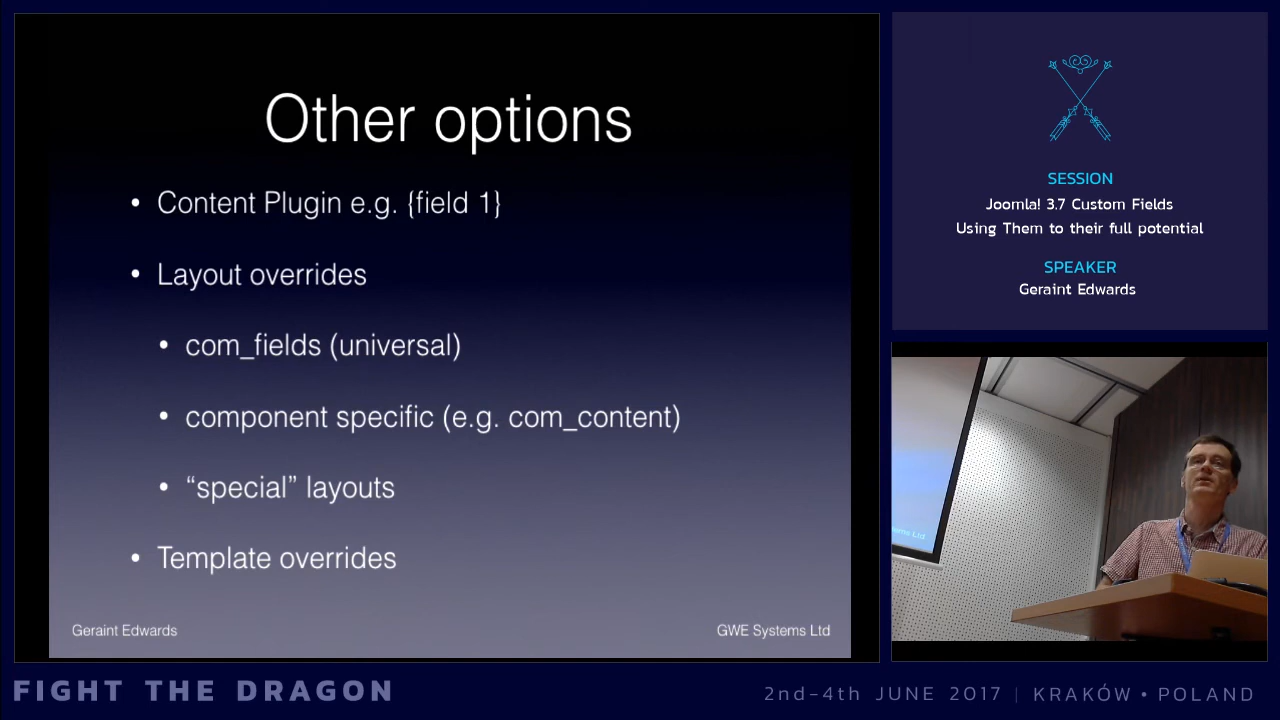 Other options
• Content Plugin e.g. {field 1}
• Layout overrides
• com_fields (universal)
• component specific (e.g. com_content)
• “special” layouts
• Template overrides
Geraint Edwards
GWE Systems Ltd
SESSION
Joomla! 3.7 Custom Fields
Using Them to their full potential
SPEAKER
Geraint Edwards
FIGHT THE DRAGON
2nd-4th JUNE 2017 | KRAKÓW • POLAND